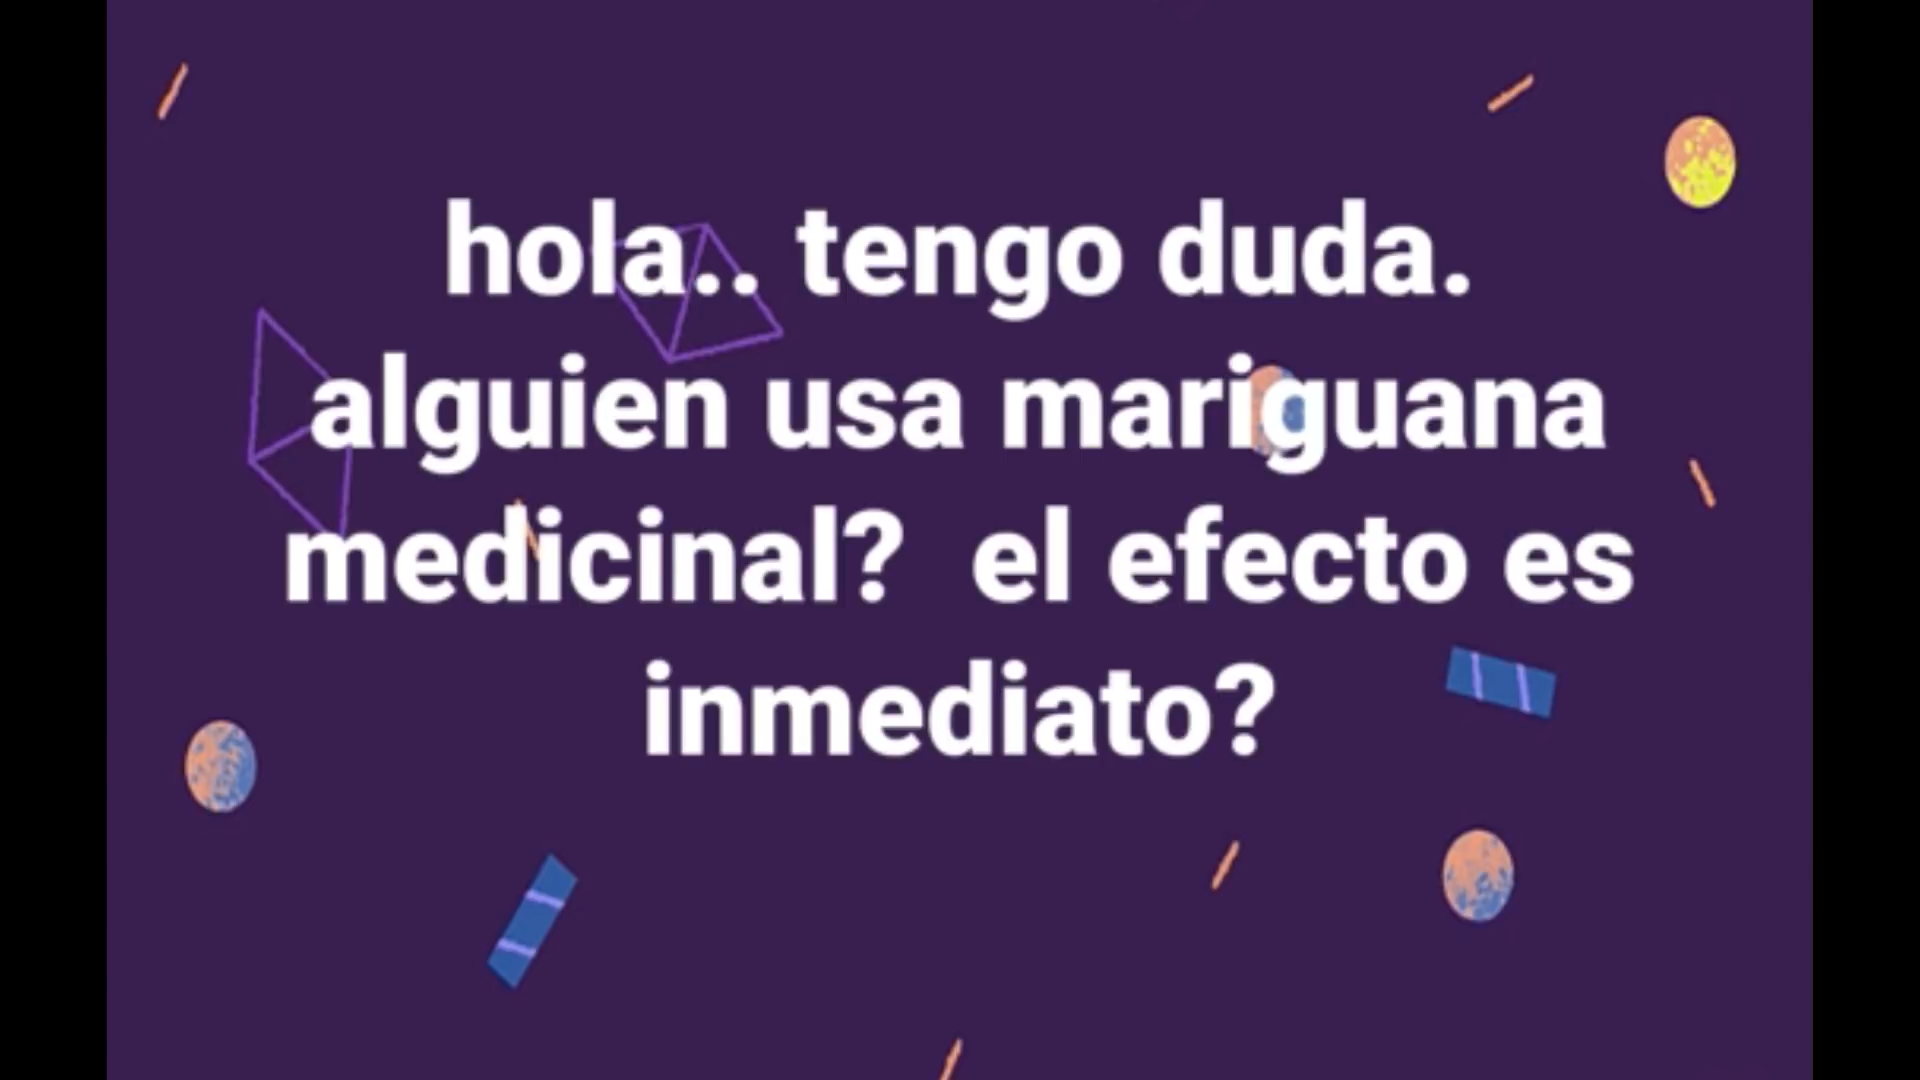 hola.. tengo duda.
alguien usa mariguana
medicinal?  el efecto es
inmediato?